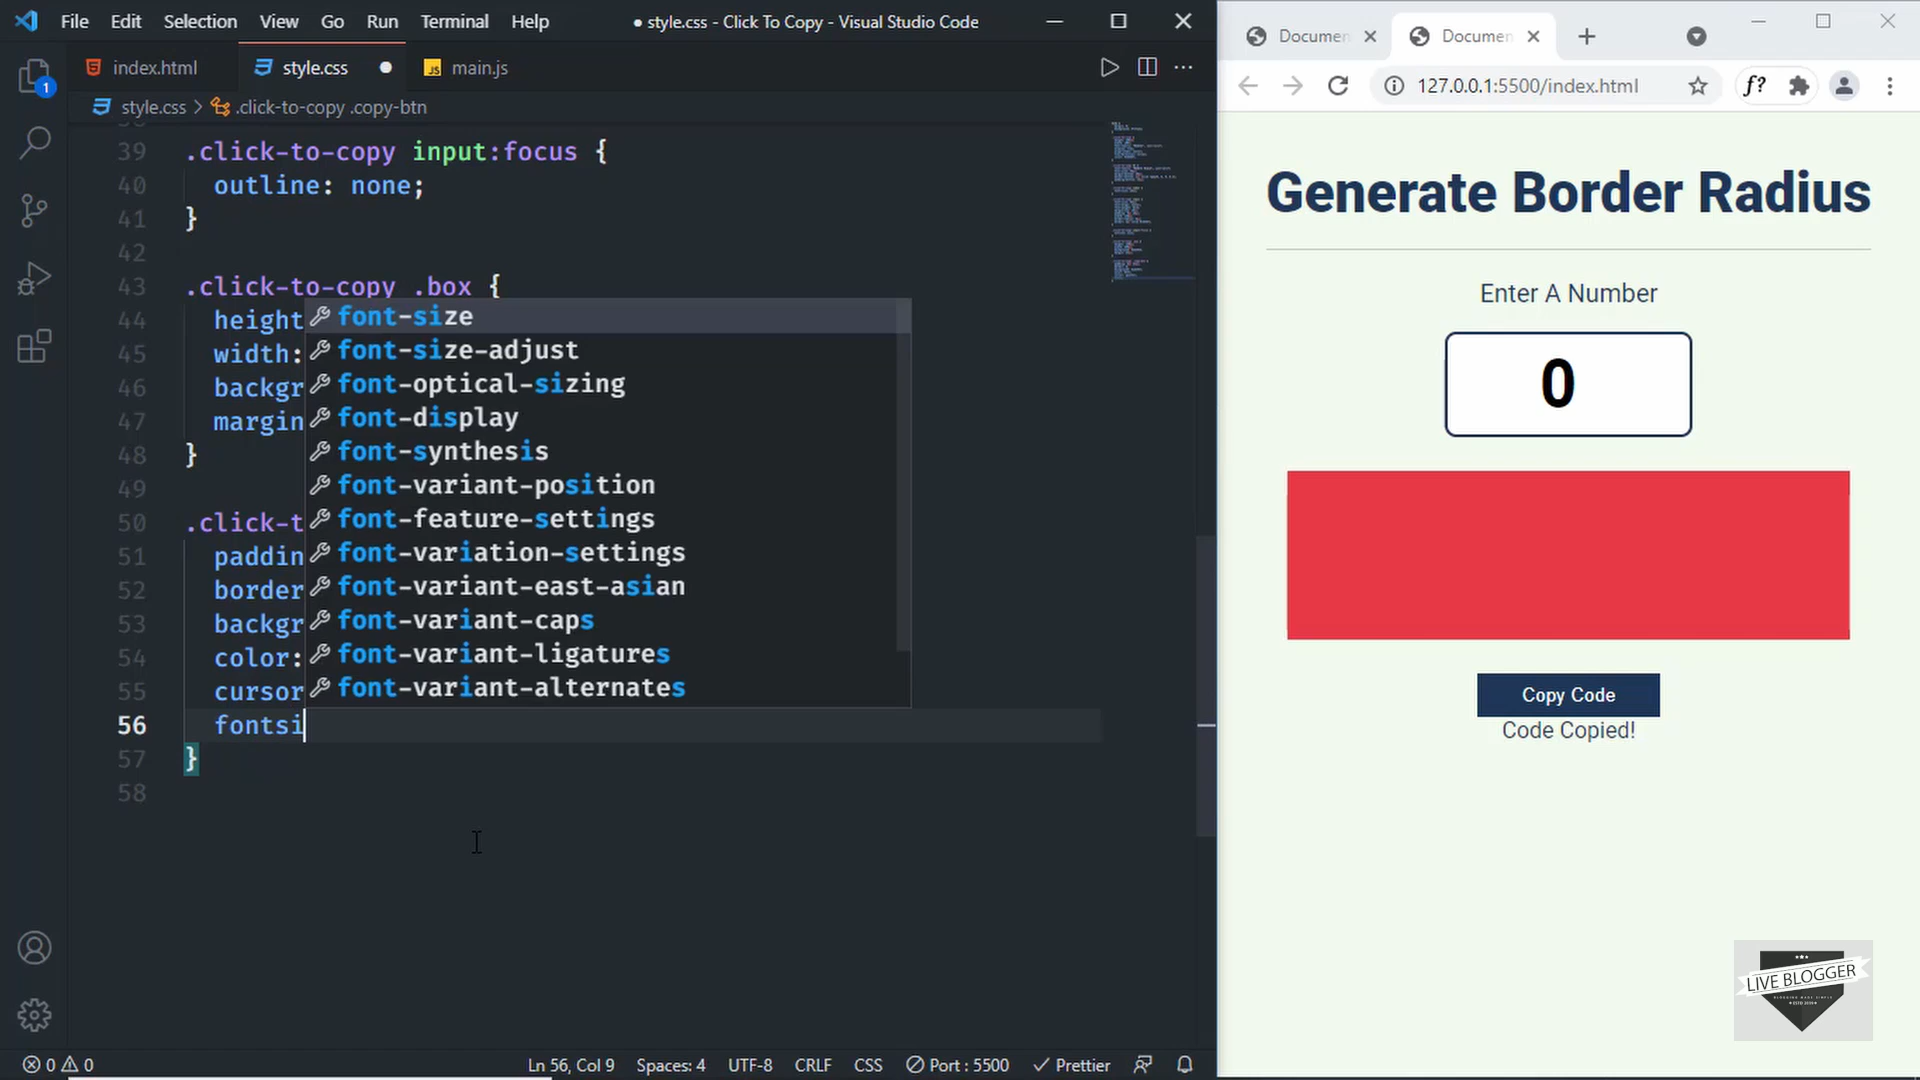 File Edit Selection View Go Run Terminal Help
● style.css - Click To Copy - Visual Studio Code
index.html
style.css
JS main.js
style.css > .click-to-copy .copy-btn
39 .click-to-copy input:focus {
40 outline: none;
41 }
42
43 .click-to-copy .box {
44 height
45 width:
46 backgr
47 margin
48 }
49
50 .click-t
51 paddin
52 border
53 backgr
54 color:
55 cursor
56 fontsi
57 }
58
font-size
font-size-adjust
font-optical-sizing
font-display
font-synthesis
font-variant-position
font-feature-settings
font-variation-settings
font-variant-east-asian
font-variant-caps
font-variant-ligatures
font-variant-alternates
1
0 0
Ln 56, Col 9
Spaces: 4
UTF-8
CRLF
CSS
Port : 5500
Prettier
Documen
Documen
127.0.0.1:5500/index.html
f?
Generate Border Radius
Enter A Number
0
Copy Code
Code Copied!
LIVE BLOGGER